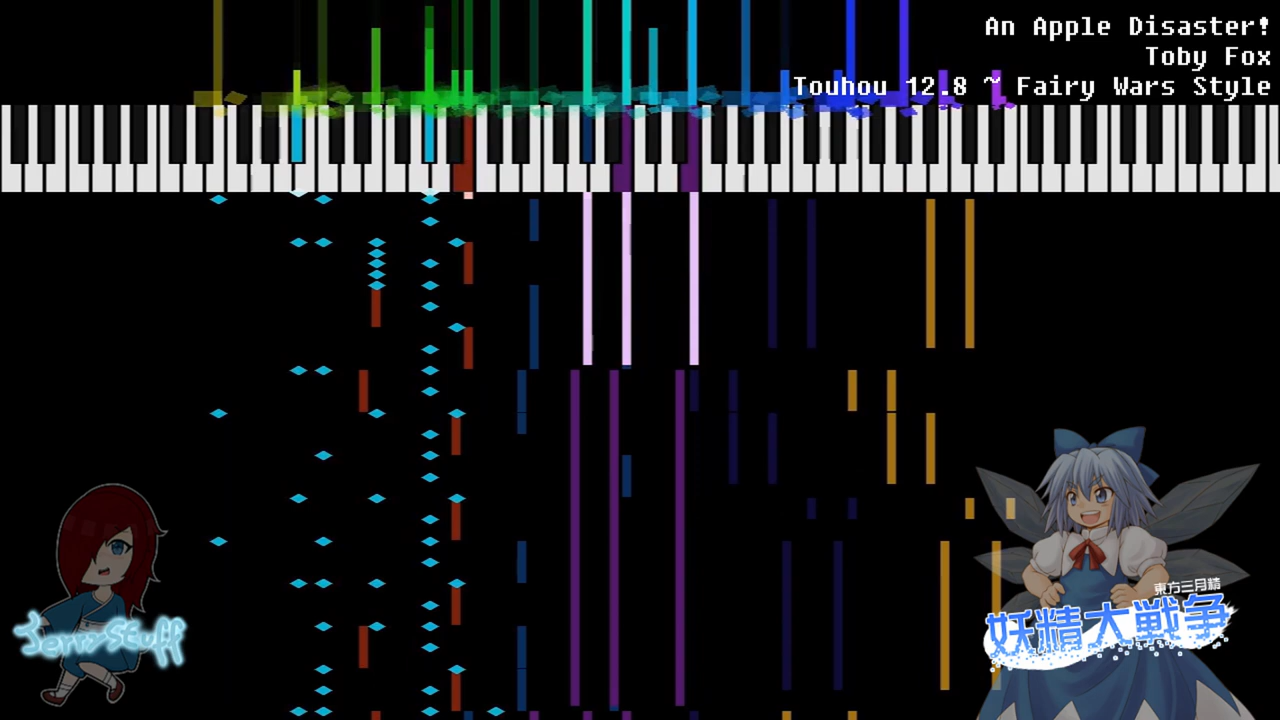 An Apple Disaster!
Toby Fox
Touhou 12.8 ~ Fairy Wars Style
東方三月精
妖精大戦争
JerryStuff